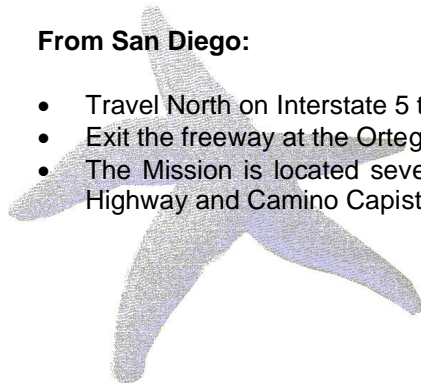 From San Diego:
• Travel North on Interstate 5 t
• Exit the freeway at the Orteg
• The Mission is located seve
Highway and Camino Capist